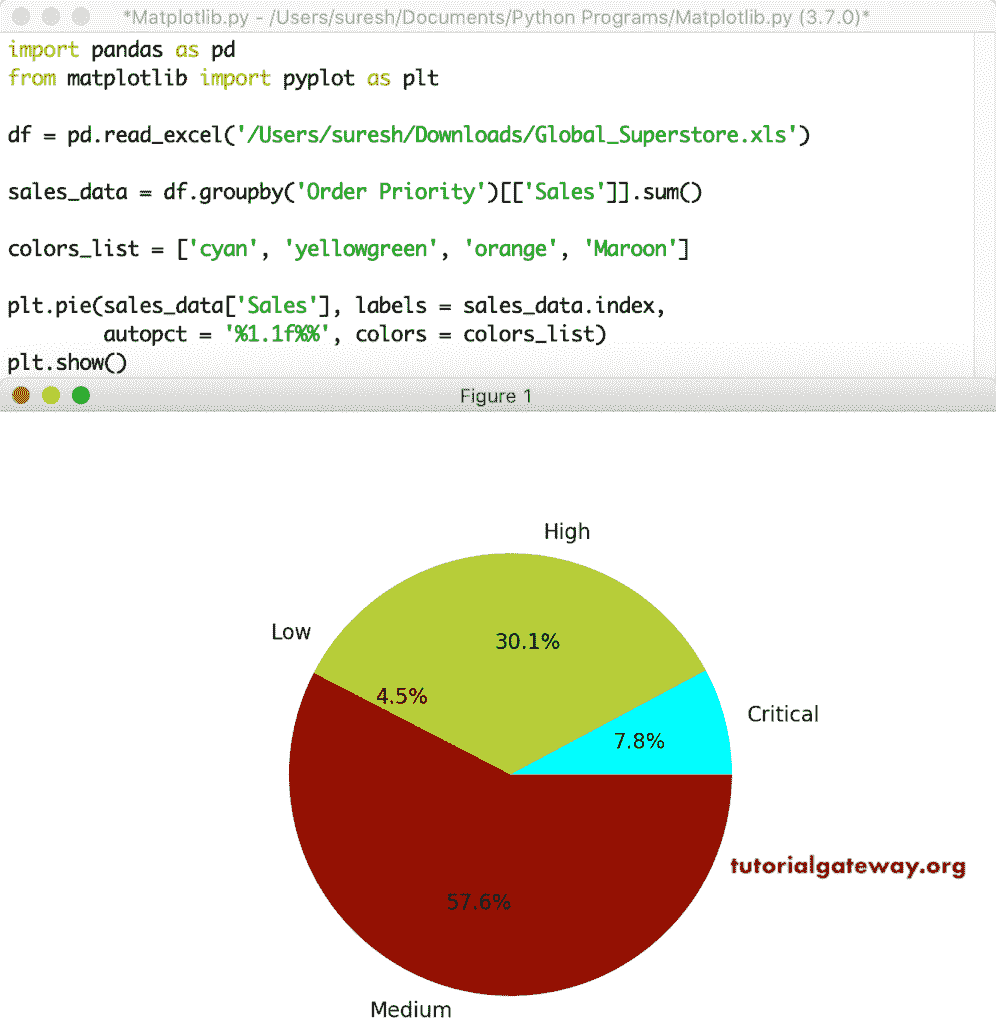 *Matplotlib.py - /Users/suresh/Documents/Python Programs/Matplotlib.py (3.7.0)*
import pandas as pd
from matplotlib import pyplot as plt
df = pd.read_excel('/Users/suresh/Downloads/Global_Superstore.xls')
sales_data = df.groupby('Order Priority')[['Sales']].sum()
colors_list = ['cyan', 'yellowgreen', 'orange', 'Maroon']
plt.pie(sales_data['Sales'], labels = sales_data.index,
        autopct = '%1.1f%%', colors = colors_list)
plt.show()
Figure 1
High
Low
30.1%
4.5%
Critical
7.8%
tutorialgateway.org
57.6%
Medium